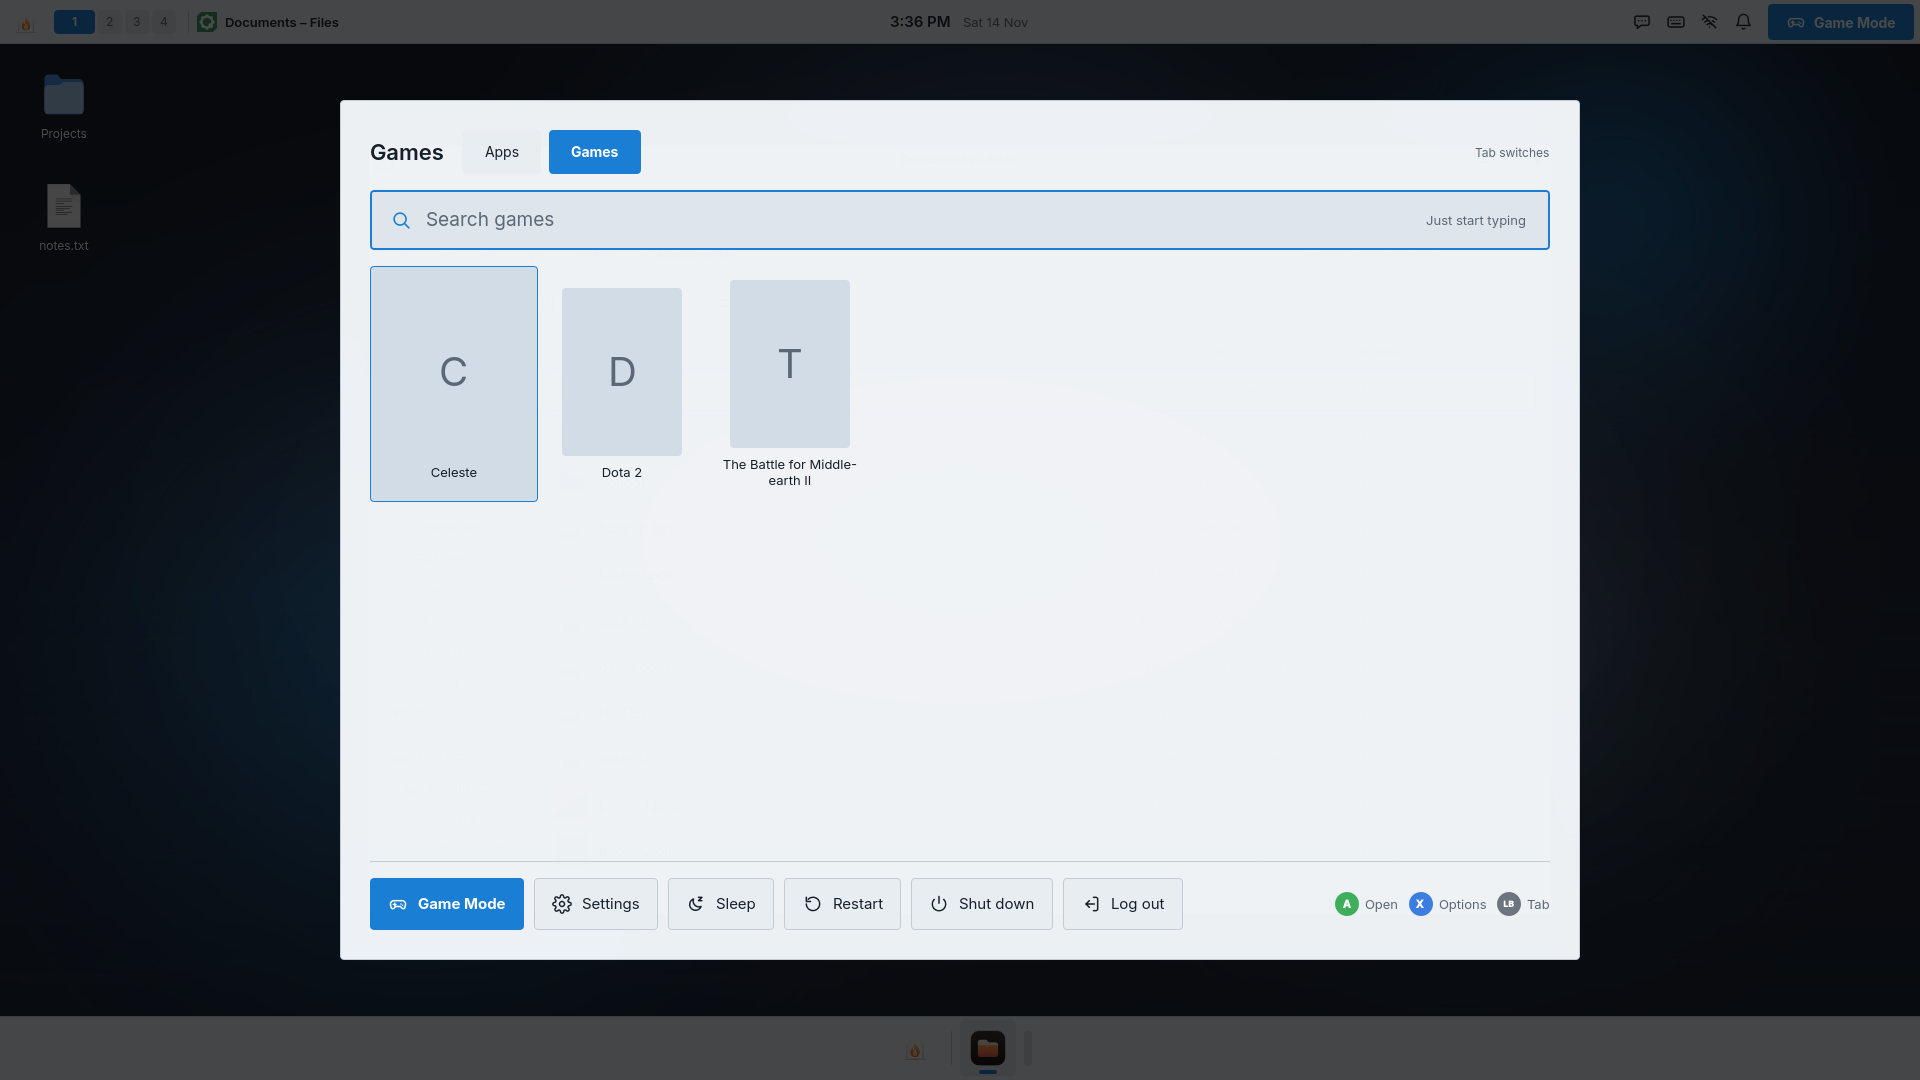 1 2 3 4 Documents – Files 3:36 PM Sat 14 Nov Game Mode
Projects
notes.txt
Games Apps Games Tab switches
Search games Just start typing
C D T
Celeste Dota 2 The Battle for Middle-
earth II
Game Mode Settings Sleep Restart Shut down Log out A Open X Options LB Tab